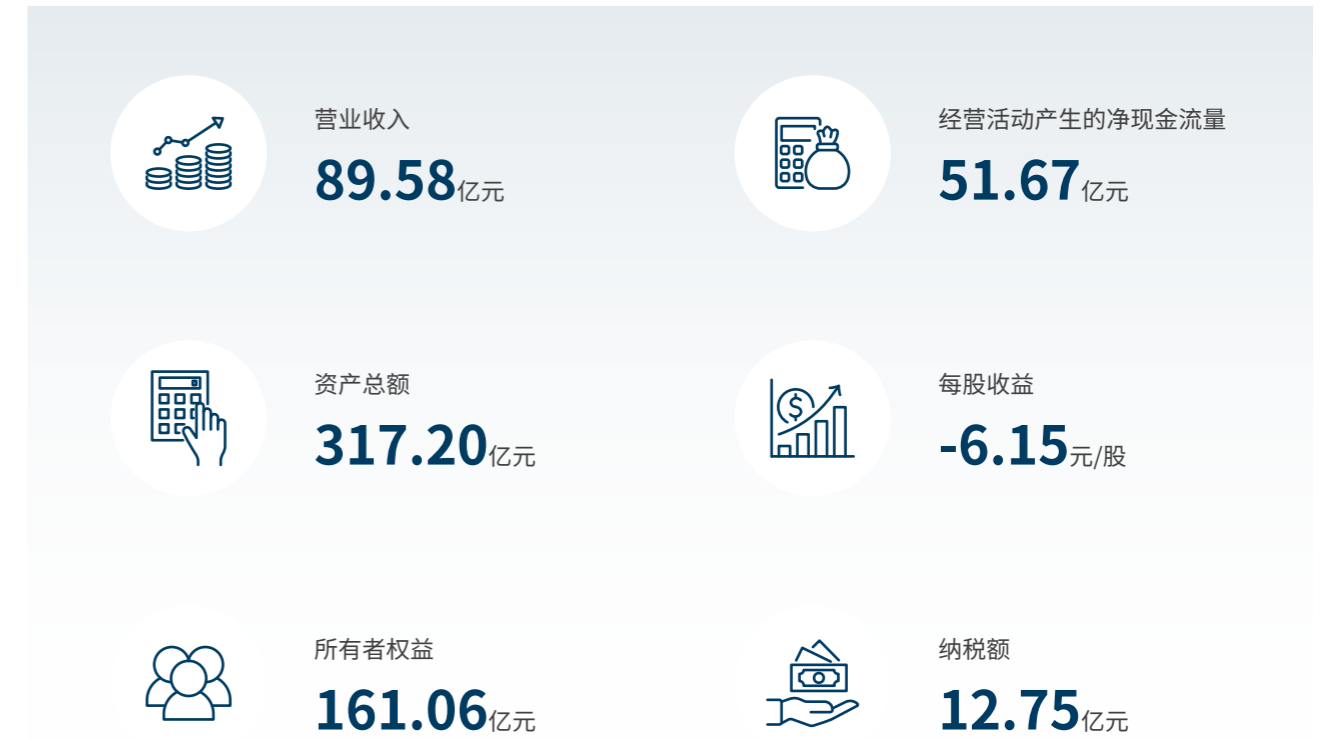 营业收入
89.58亿元
经营活动产生的净现金流量
51.67亿元
资产总额
317.20亿元
每股收益
-6.15元/股
所有者权益
161.06亿元
纳税额
12.75亿元